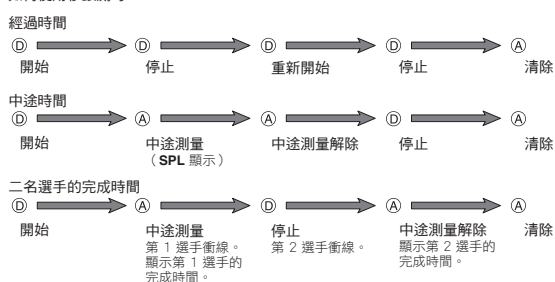 經過時間
Ⓓ Ⓓ Ⓓ Ⓓ Ⓐ
開始 停止 重新開始 停止 清除
中途時間
Ⓓ Ⓐ Ⓐ Ⓓ Ⓐ
開始 中途測量 中途測量解除 停止 清除
（SPL 顯示）
二名選手的完成時間
Ⓓ Ⓐ Ⓓ Ⓐ Ⓐ
開始 中途測量 停止 中途測量解除 清除
第 1 選手衝線。 第 2 選手衝線。 顯示第 2 選手的
顯示第 1 選手的 完成時間。
完成時間。